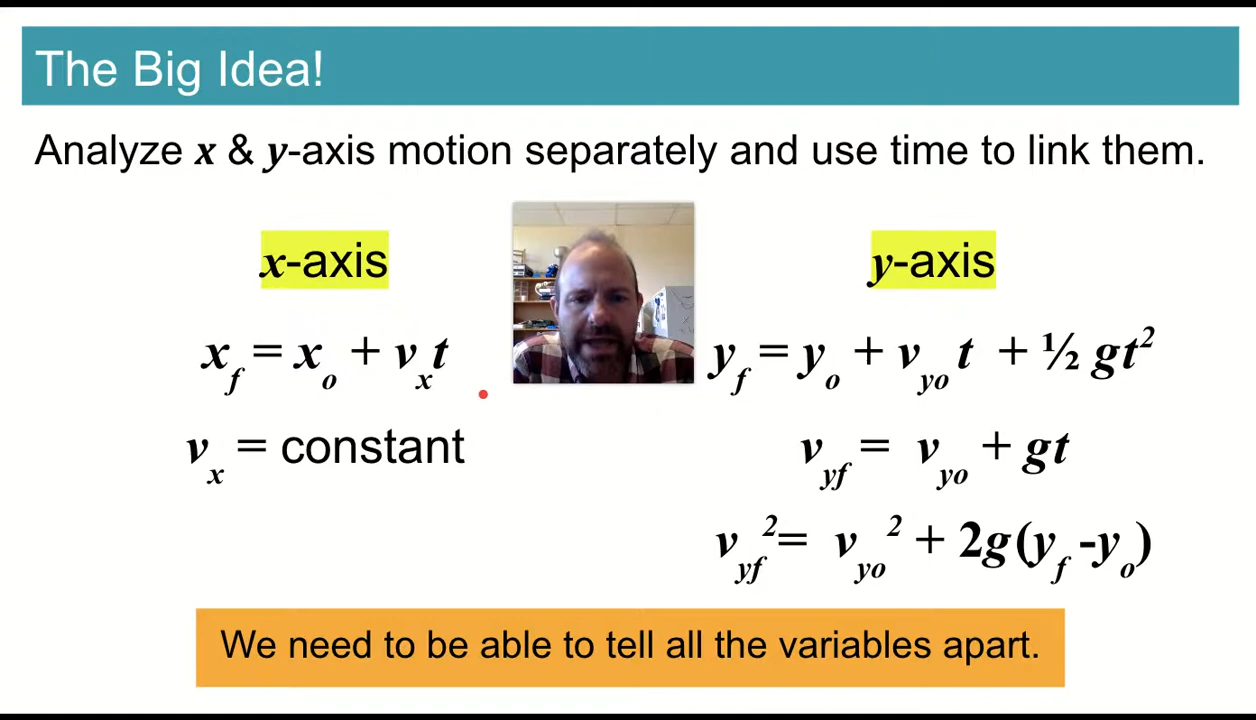 The Big Idea!
Analyze x & y-axis motion separately and use time to link them.
x-axis
x_f = x_o + v_x t
v_x = constant
y-axis
y_f = y_o + v_yo t + ½ gt²
v_yf = v_yo + gt
v_yf² = v_yo² + 2g(y_f -y_o)
We need to be able to tell all the variables apart.